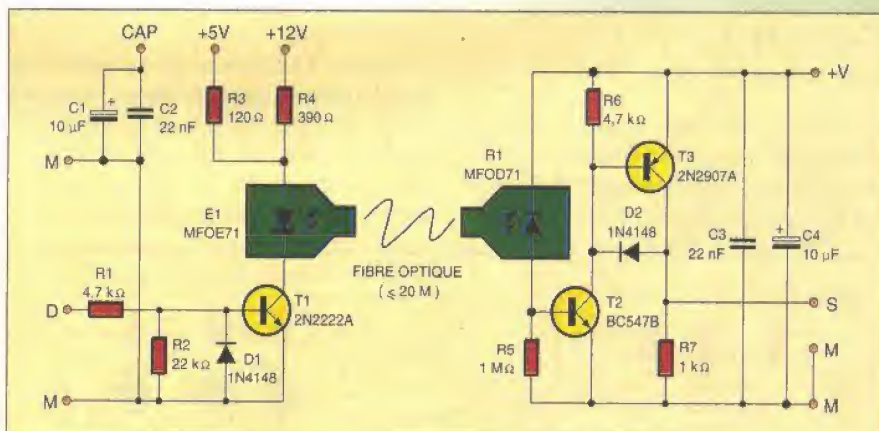 CAP +5V +12V
C1
10 µF
C2
22 nF
R3
120 Ω
R4
390 Ω
M
E1
MFOE71
R1
4,7 kΩ
D
R2
22 kΩ
D1
1N4148
T1
2N2222A
M
FIBRE OPTIQUE
( ≤ 20 M )
R1
MFOD71
R6
4,7 kΩ
T3
2N2907A
D2
1N4148
T2
BC547B
R5
1 MΩ
R7
1 kΩ
C3
22 nF
C4
10 µF
+V
S
M
M